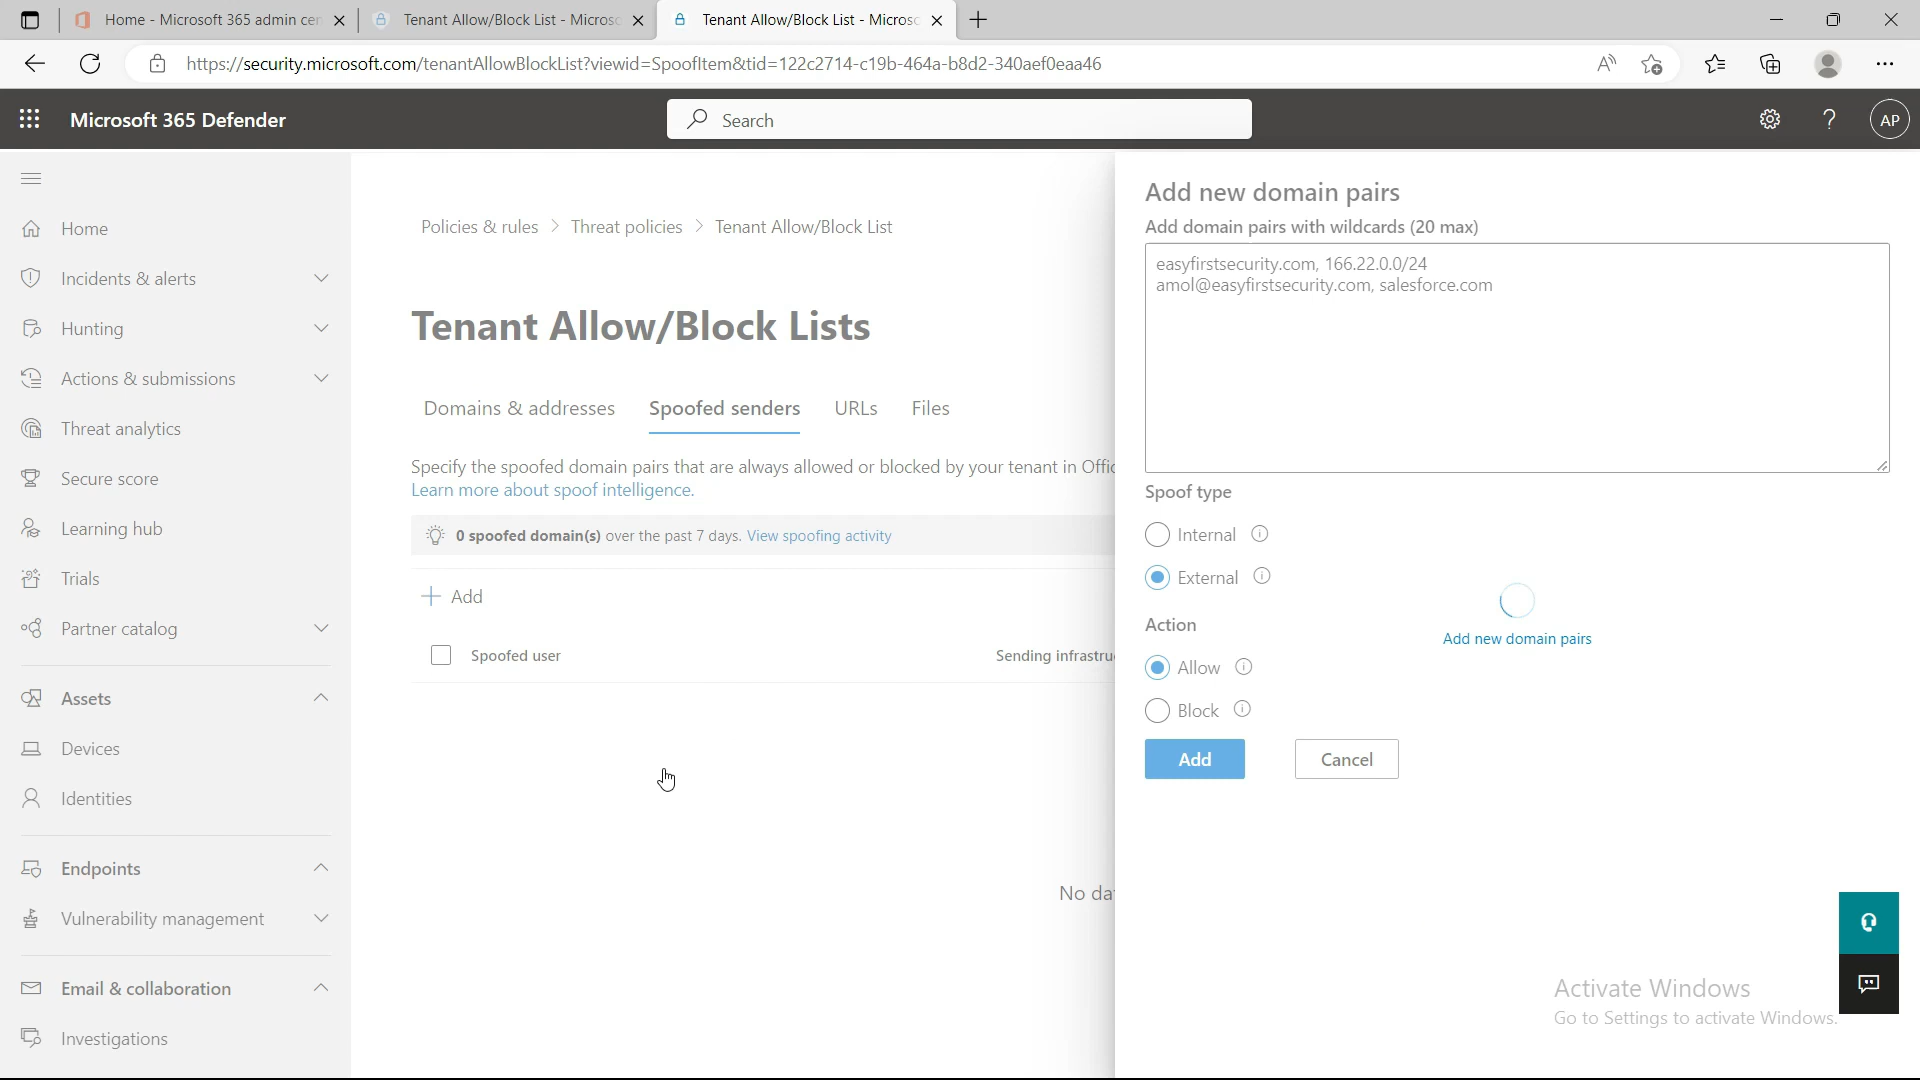 Home - Microsoft 365 admin cen
Tenant Allow/Block List - Microso
Tenant Allow/Block List - Microso
https://security.microsoft.com/tenantAllowBlockList?viewid=SpoofItem&tid=122c2714-c19b-464a-b8d2-340aef0eaa46
Microsoft 365 Defender
Search
?
AP
Home
Incidents & alerts
Hunting
Actions & submissions
Threat analytics
Secure score
Learning hub
Trials
Partner catalog
Assets
Devices
Identities
Endpoints
Vulnerability management
Email & collaboration
Investigations
Policies & rules > Threat policies > Tenant Allow/Block List
Tenant Allow/Block Lists
Domains & addresses Spoofed senders URLs Files
Specify the spoofed domain pairs that are always allowed or blocked by your tenant in Offic
Learn more about spoof intelligence.
0 spoofed domain(s) over the past 7 days. View spoofing activity
Add
Spoofed user Sending infrastru
No da
Add new domain pairs
Add domain pairs with wildcards (20 max)
easyfirstsecurity.com, 166.22.0.0/24
amol@easyfirstsecurity.com, salesforce.com
Spoof type
Internal
External
Add new domain pairs
Action
Allow
Block
Add Cancel
Activate Windows
Go to Settings to activate Windows.